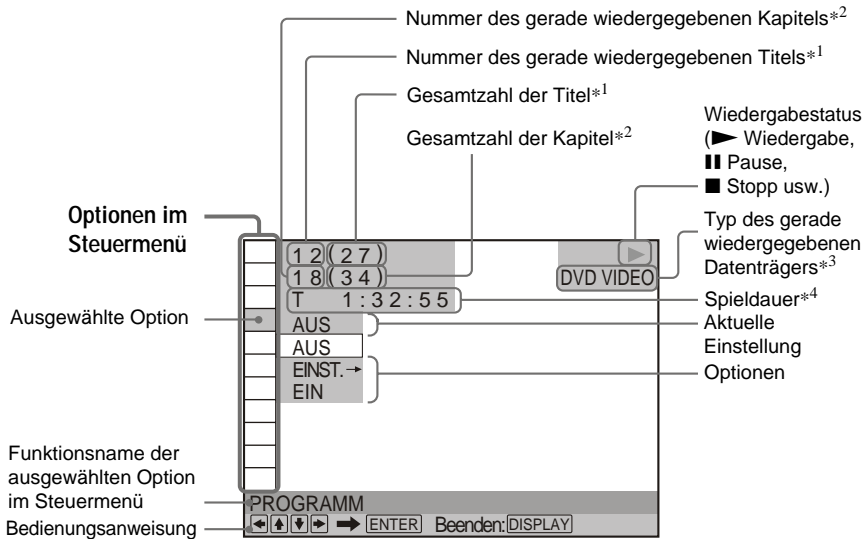 Nummer des gerade wiedergegebenen Kapitels*2
Nummer des gerade wiedergegebenen Titels*1
Gesamtzahl der Titel*1
Gesamtzahl der Kapitel*2
Wiedergabestatus
(▶ Wiedergabe,
⏸ Pause,
■ Stopp usw.)
Optionen im
Steuermenü
Typ des gerade
wiedergegebenen
Datenträgers*3
12(27)
18(34)
T 1:32:55
▶
DVD VIDEO
Spieldauer*4
Ausgewählte Option
AUS
AUS
EINST.→
EIN
Aktuelle
Einstellung
Optionen
Funktionsname der
ausgewählten Option
im Steuermenü
PROGRAMM
Bedienungsanweisung
←↑↓→ ➡ ENTER Beenden: DISPLAY